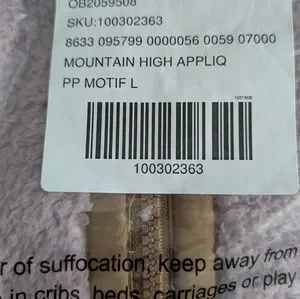 OB2059508
SKU:100302363
8633 095799 0000056 0059 07000
MOUNTAIN HIGH APPLIQ
PP MOTIF L
100302363
r of suffocation, keep away from
in cribs, beds, carriages or play